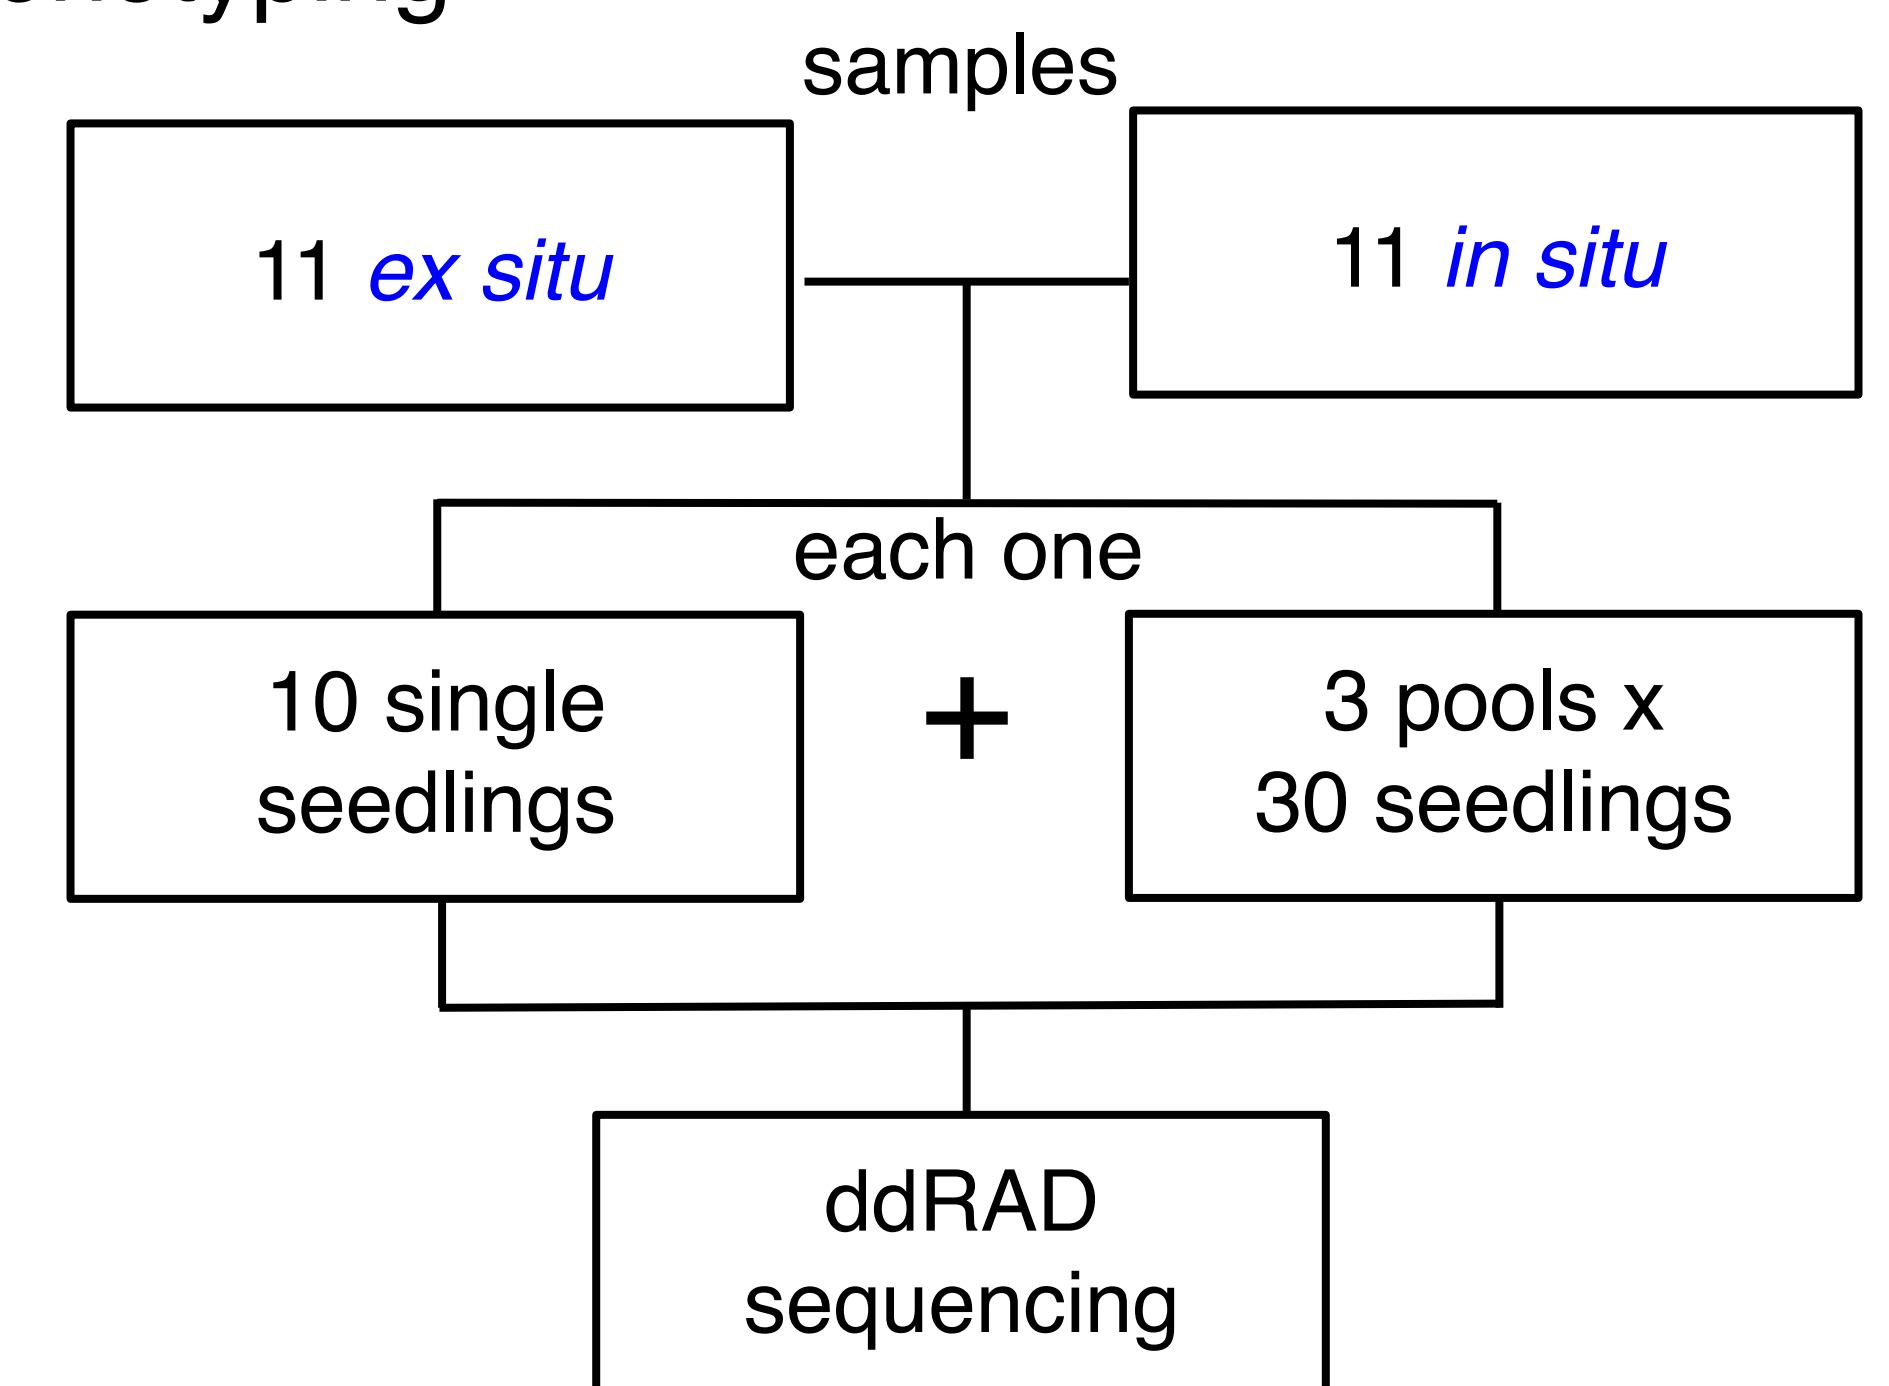 samples
11 ex situ
11 in situ
each one
10 single
seedlings
+
3 pools x
30 seedlings
ddRAD
sequencing